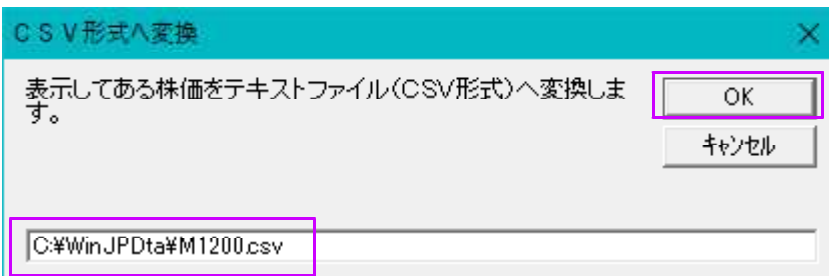 ＣＳＶ形式へ変換
表示してある株価をテキストファイル(CSV形式)へ変換しま
す。
OK
キャンセル
C:¥WinJPDta¥M1200.csv